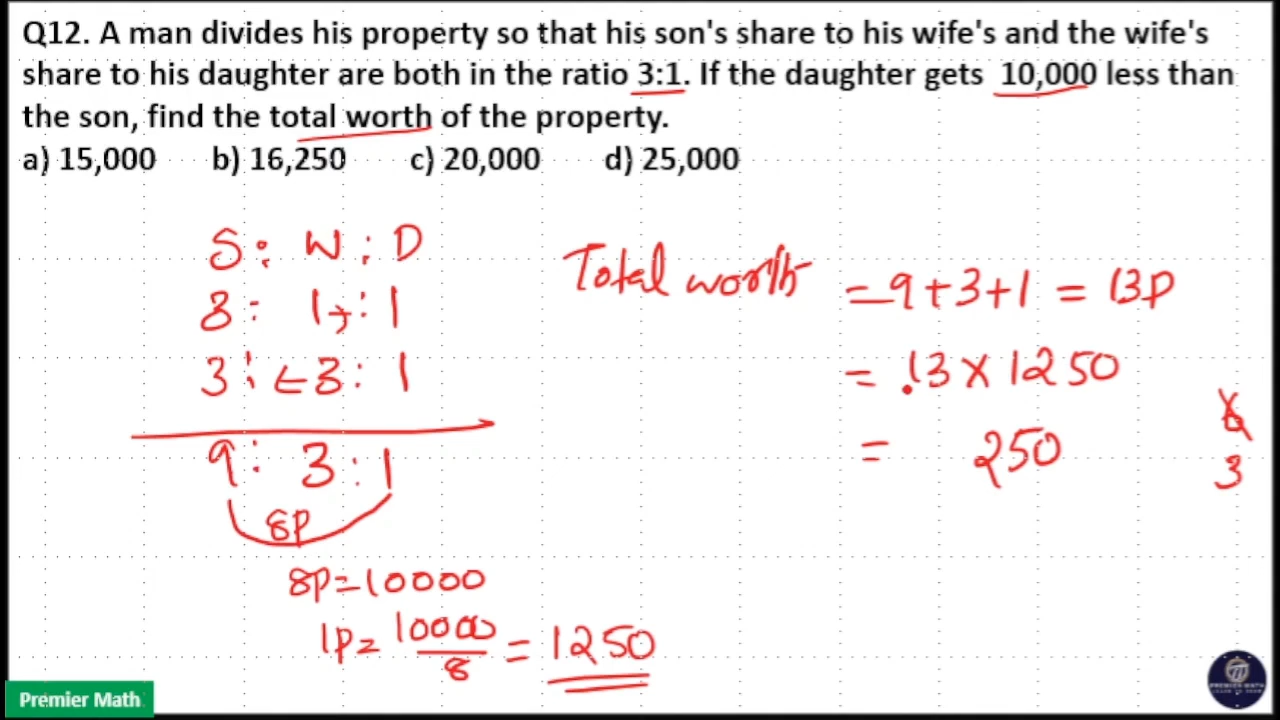 Q12. A man divides his property so that his son's share to his wife's and the wife's
share to his daughter are both in the ratio 3:1. If the daughter gets 10,000 less than
the son, find the total worth of the property.
a) 15,000 b) 16,250 c) 20,000 d) 25,000
S : W : D
3 : 1 : 1
3 : 3 : 1
9 : 3 : 1
8P
8P = 10000
1P = 10000/8 = 1250
Total worth = 9 + 3 + 1 = 13P
= 13 X 1250
= 250
3
Premier Math
PREMIER MATH